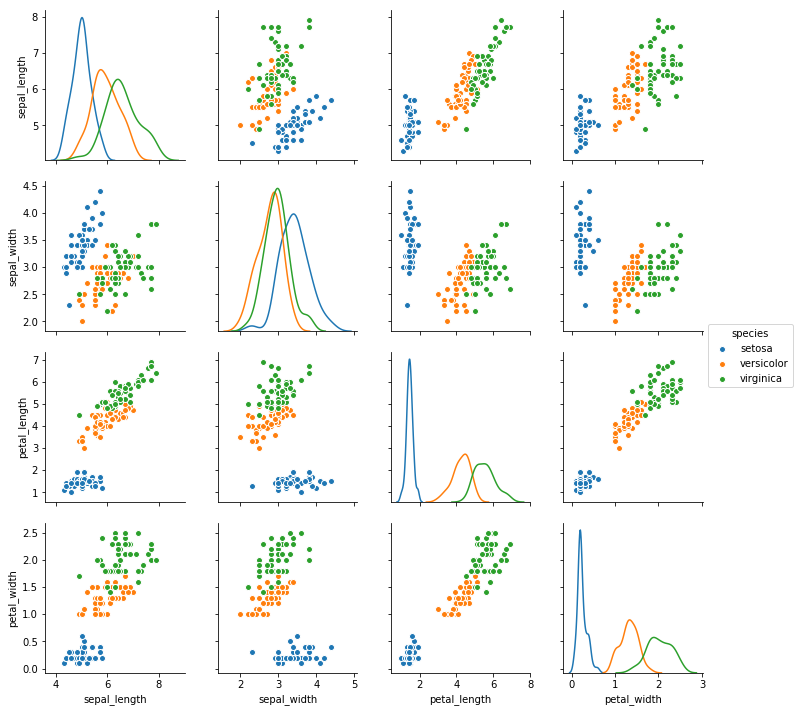 sepal_length
8
7
6
5
sepal_width
4.5
4.0
3.5
3.0
2.5
2.0
species
setosa
versicolor
virginica
petal_length
7
6
5
4
3
2
1
petal_width
2.5
2.0
1.5
1.0
0.5
0.0
4 6 8
2 3 4 5
2 4 6 8
0 1 2 3
sepal_length
sepal_width
petal_length
petal_width